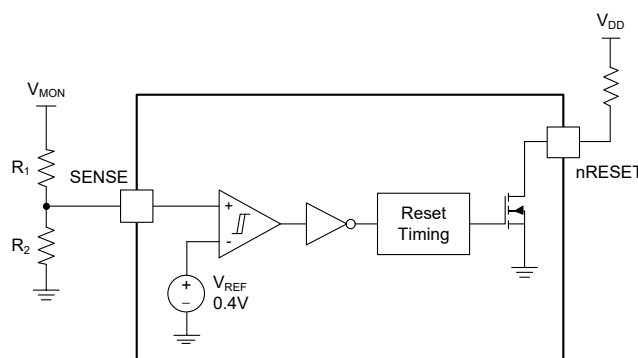 V_DD
V_MON
R_1
SENSE
nRESET
R_2
+
-
Reset
Timing
+
−
V_REF
0.4V